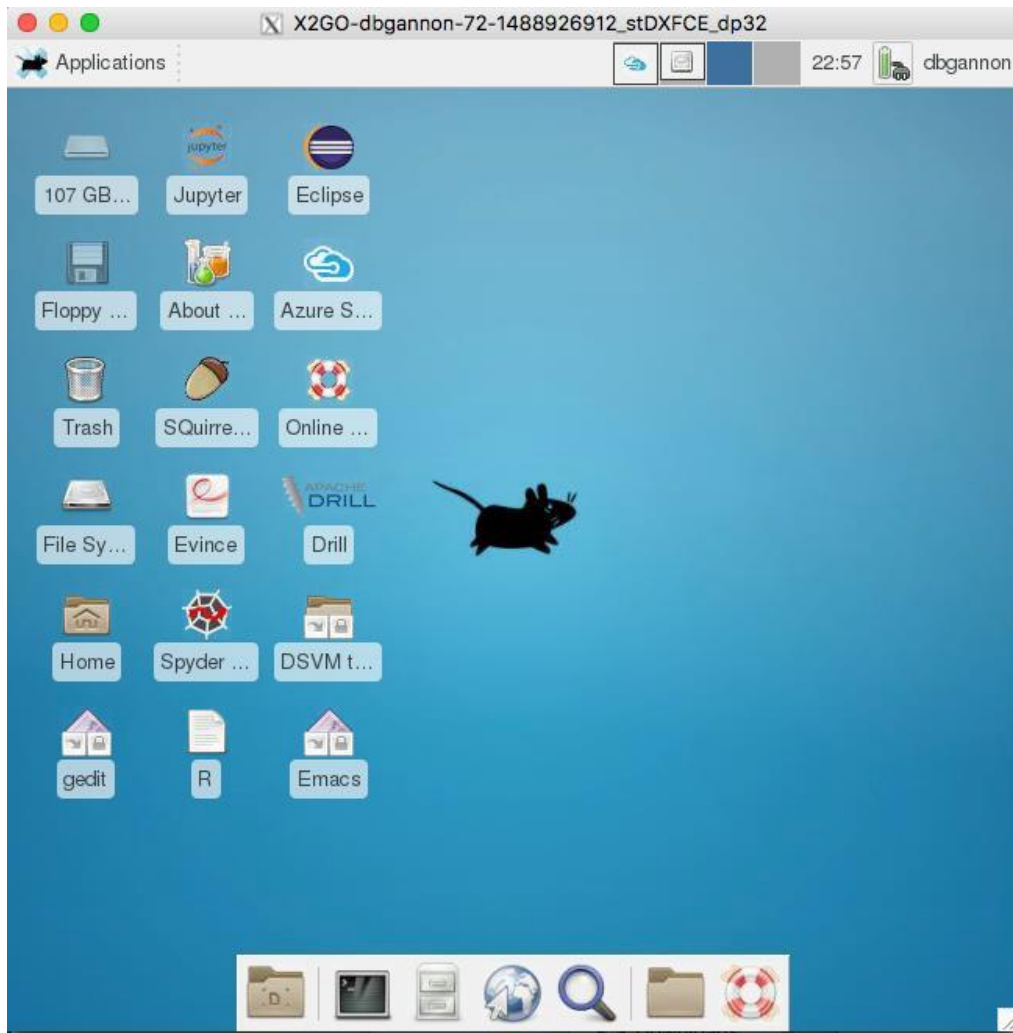 X2GO-dbgannon-72-1488926912_stDXFCE_dp32
Applications 22:57 dbgannon
jupyter
107 GB... Jupyter Eclipse
Floppy ... About ... Azure S...
Trash SQuirre... Online ...
APACHE
DRILL
File Sy... Evince Drill
Home Spyder ... DSVM t...
gedit R Emacs
:D: